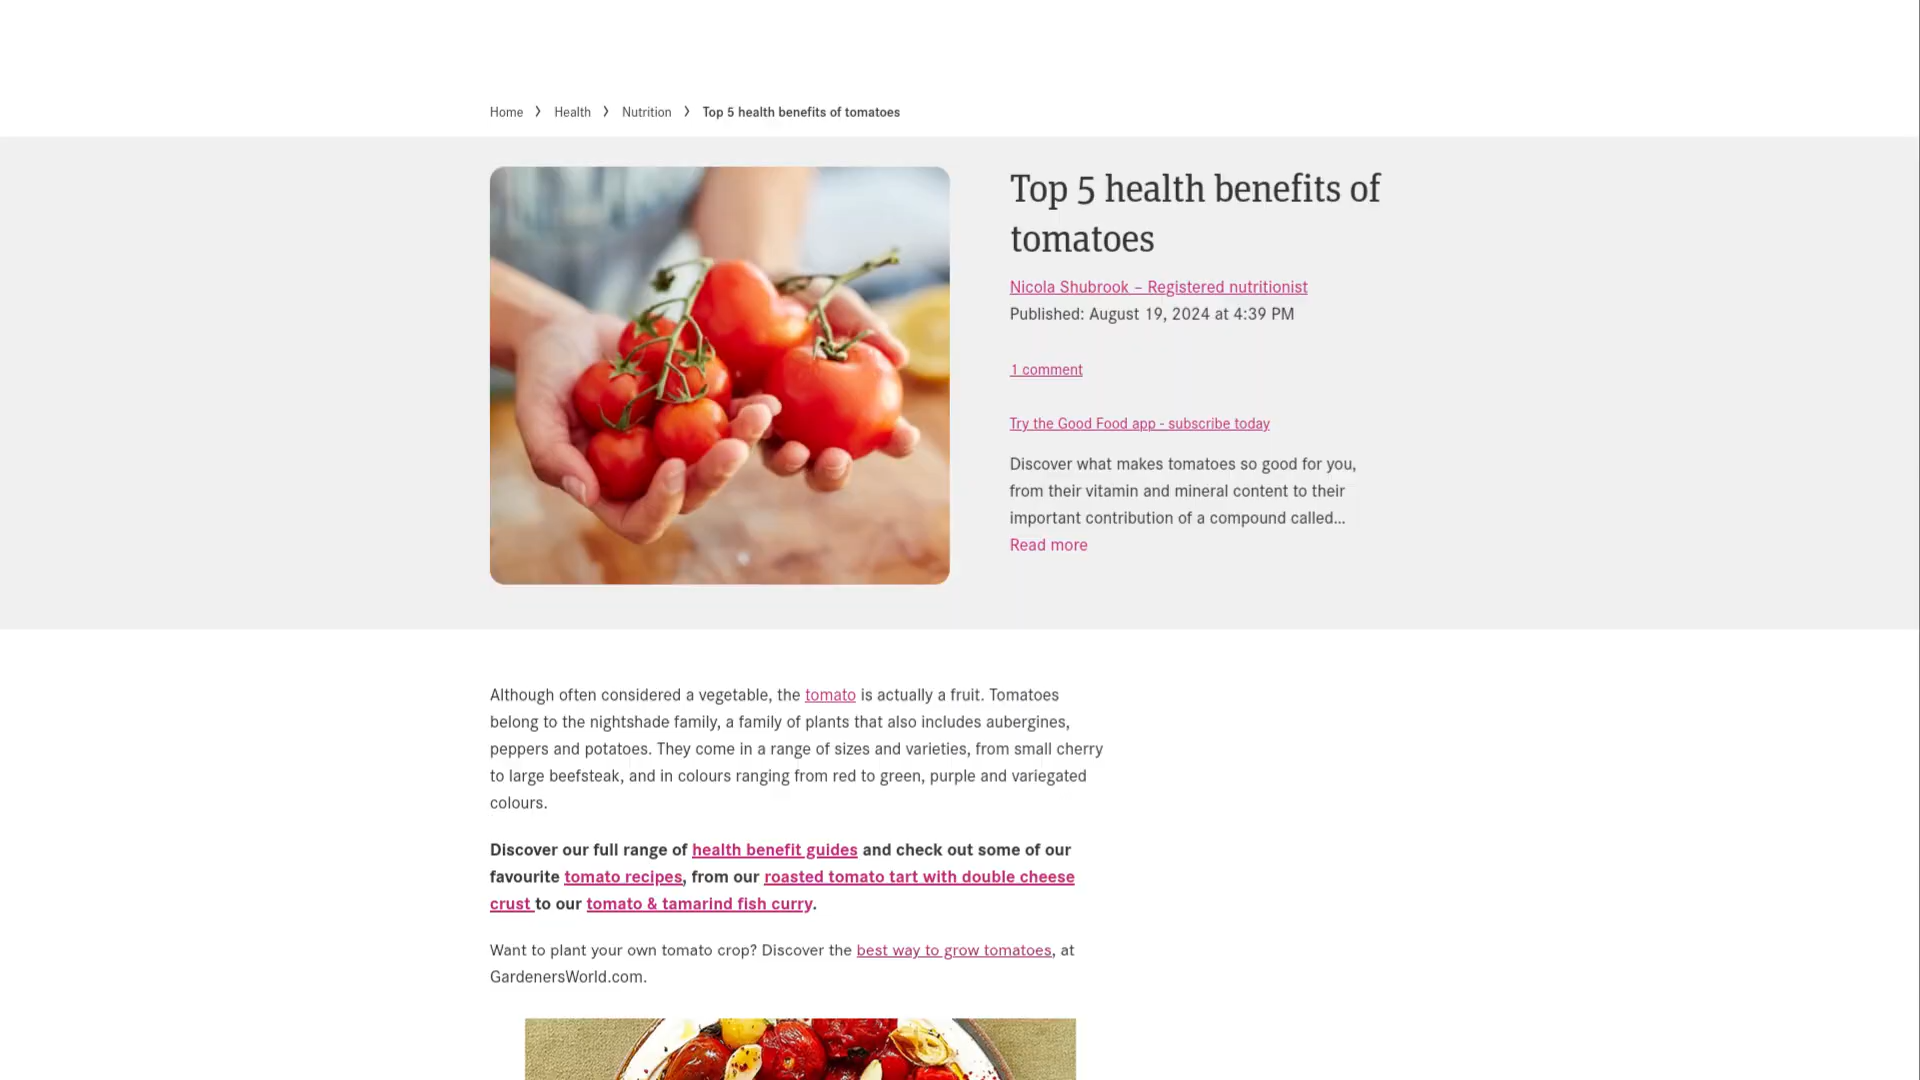 Home > Health > Nutrition > Top 5 health benefits of tomatoes
Top 5 health benefits of
tomatoes
Nicola Shubrook – Registered nutritionist
Published: August 19, 2024 at 4:39 PM
1 comment
Try the Good Food app - subscribe today
Discover what makes tomatoes so good for you,
from their vitamin and mineral content to their
important contribution of a compound called...
Read more
Although often considered a vegetable, the tomato is actually a fruit. Tomatoes
belong to the nightshade family, a family of plants that also includes aubergines,
peppers and potatoes. They come in a range of sizes and varieties, from small cherry
to large beefsteak, and in colours ranging from red to green, purple and variegated
colours.
Discover our full range of health benefit guides and check out some of our
favourite tomato recipes, from our roasted tomato tart with double cheese
crust to our tomato & tamarind fish curry.
Want to plant your own tomato crop? Discover the best way to grow tomatoes, at
GardenersWorld.com.